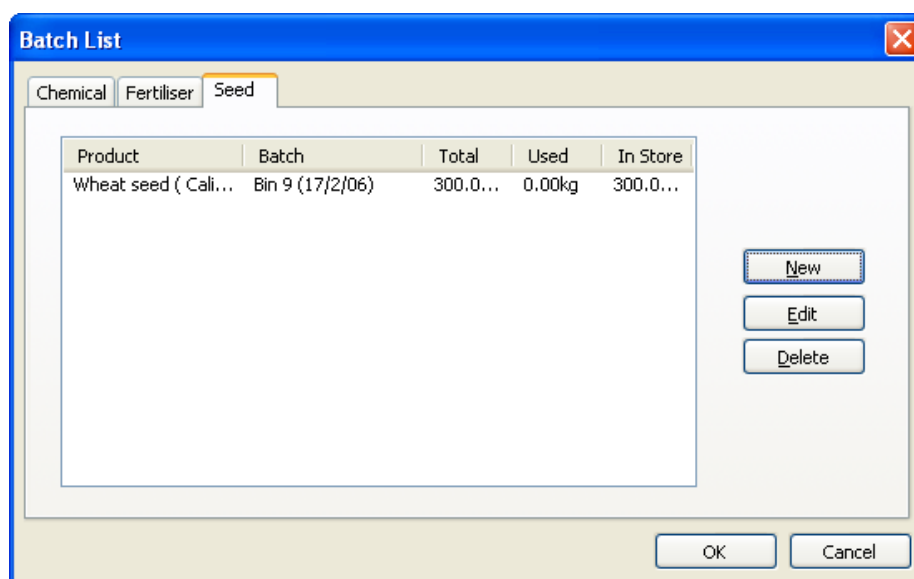 Batch List
Chemical Fertiliser Seed
Product Batch Total Used In Store
Wheat seed ( Cali... Bin 9 (17/2/06) 300.0... 0.00kg 300.0...
New
Edit
Delete
OK Cancel